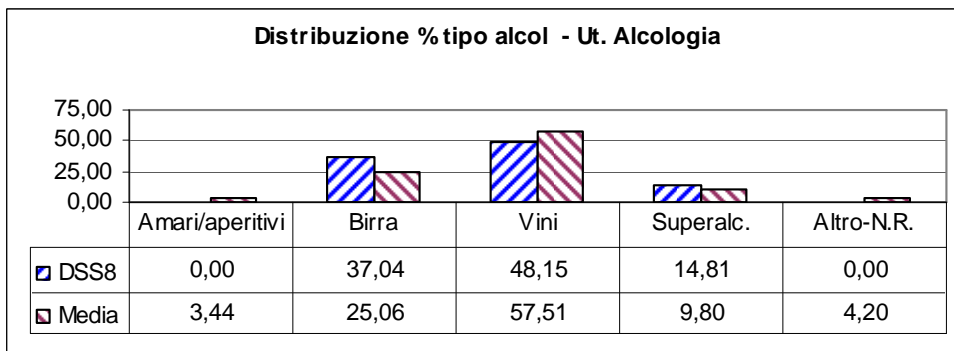 Distribuzione % tipo alcol - Ut. Alcologia
75,00
50,00
25,00
0,00
Amari/aperitivi Birra Vini Superalc. Altro-N.R.
DSS8 0,00 37,04 48,15 14,81 0,00
Media 3,44 25,06 57,51 9,80 4,20